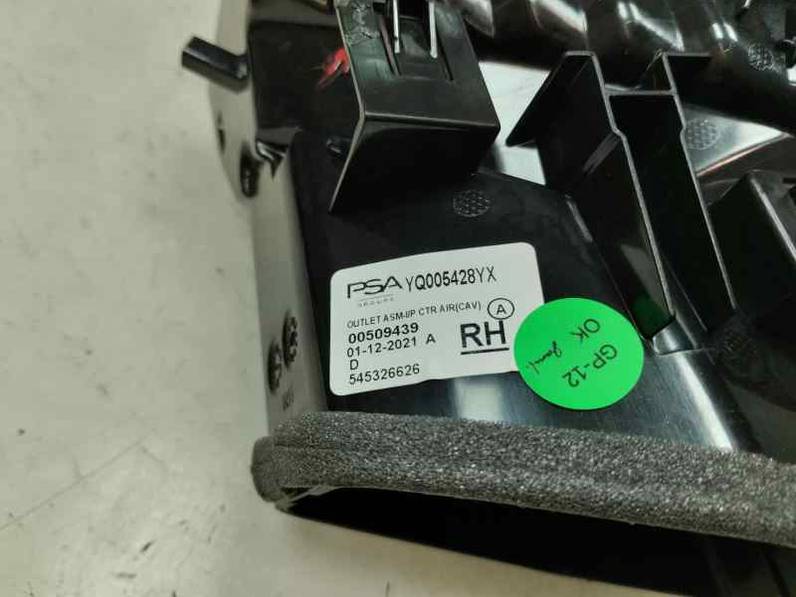 PSA YQ005428YX
GROUPE
OUTLET ASM-I/P CTR AIR(CAV) A
00509439
01-12-2021 A RH
D
545326626
GP-12
OK